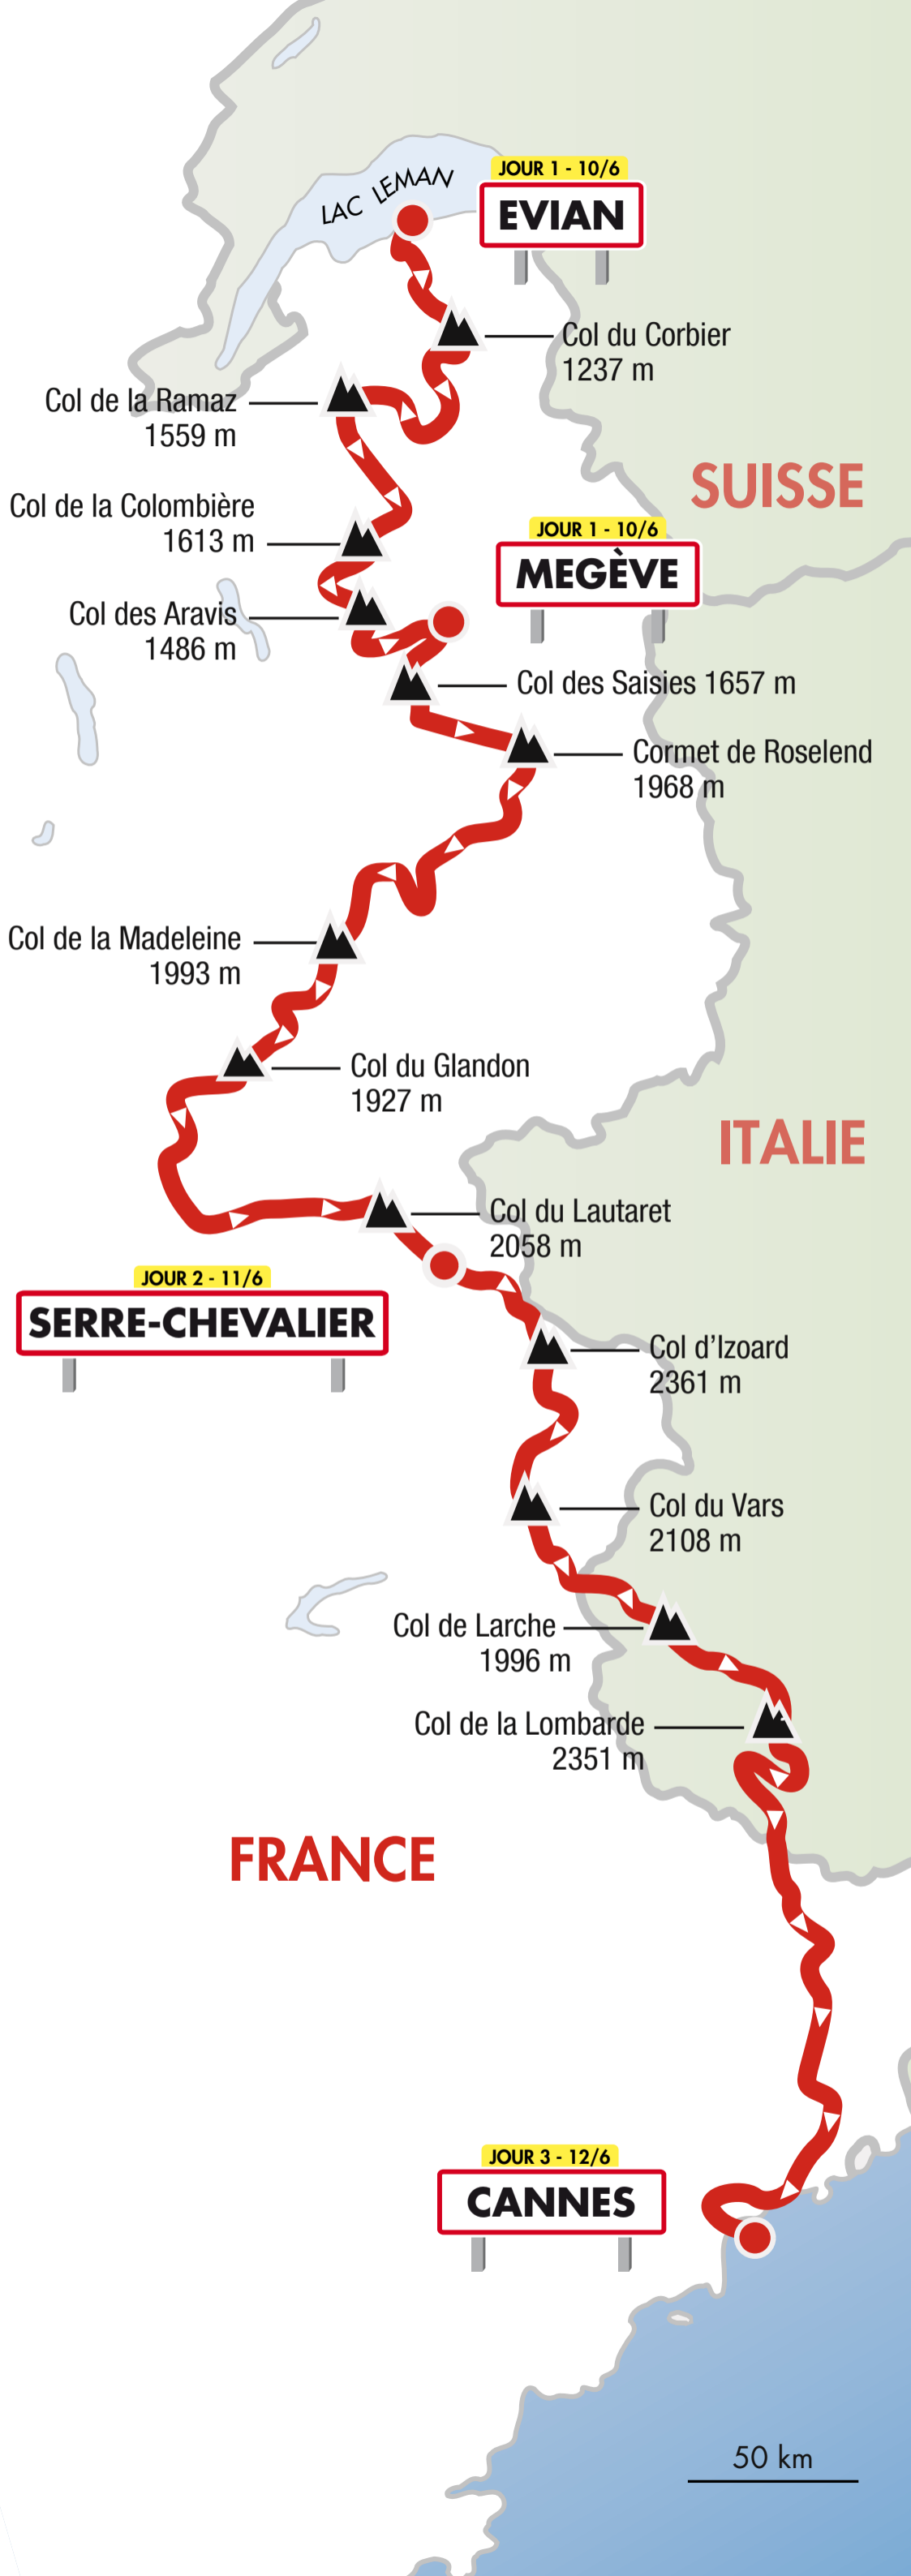 JOUR 1 - 10/6
EVIAN
LAC LEMAN
Col du Corbier
1237 m
Col de la Ramaz
1559 m
SUISSE
Col de la Colombière
1613 m
JOUR 1 - 10/6
MEGÈVE
Col des Aravis
1486 m
Col des Saisies 1657 m
Cormet de Roselend
1968 m
Col de la Madeleine
1993 m
Col du Glandon
1927 m
ITALIE
Col du Lautaret
2058 m
JOUR 2 - 11/6
SERRE-CHEVALIER
Col d'Izoard
2361 m
Col du Vars
2108 m
Col de Larche
1996 m
Col de la Lombarde
2351 m
FRANCE
JOUR 3 - 12/6
CANNES
50 km